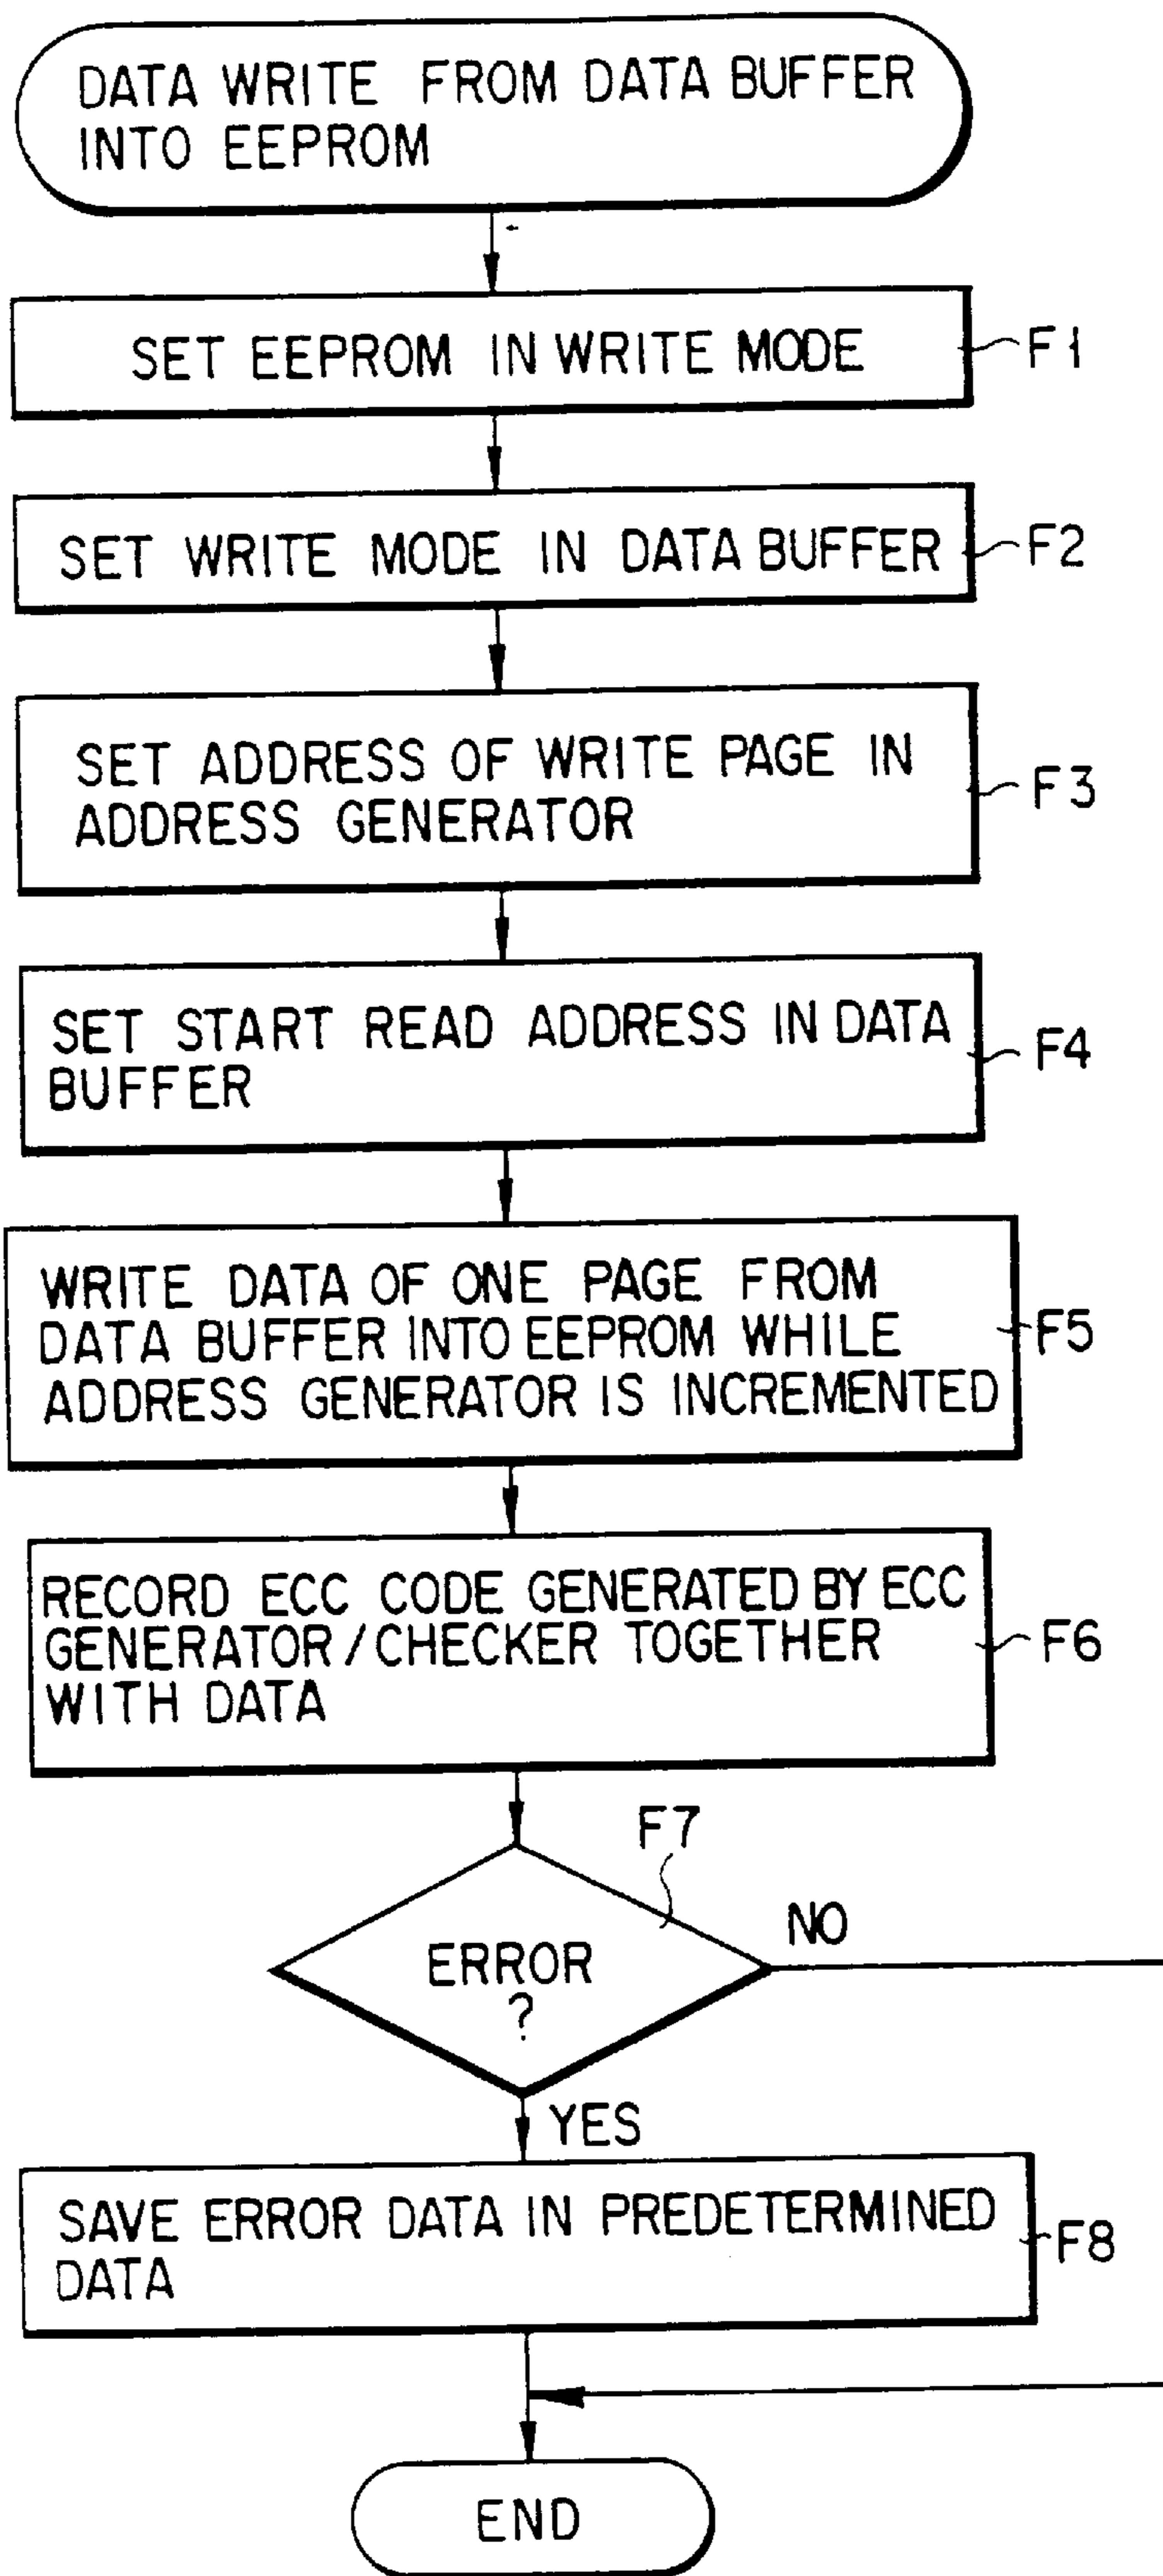 DATA WRITE FROM DATA BUFFER
INTO EEPROM
SET EEPROM IN WRITE MODE
F1
SET WRITE MODE IN DATA BUFFER
F2
SET ADDRESS OF WRITE PAGE IN
ADDRESS GENERATOR
F3
SET START READ ADDRESS IN DATA
BUFFER
F4
WRITE DATA OF ONE PAGE FROM
DATA BUFFER INTO EEPROM WHILE
ADDRESS GENERATOR IS INCREMENTED
F5
RECORD ECC CODE GENERATED BY ECC
GENERATOR/CHECKER TOGETHER
WITH DATA
F6
F7
ERROR
?
NO
YES
SAVE ERROR DATA IN PREDETERMINED
DATA
F8
END